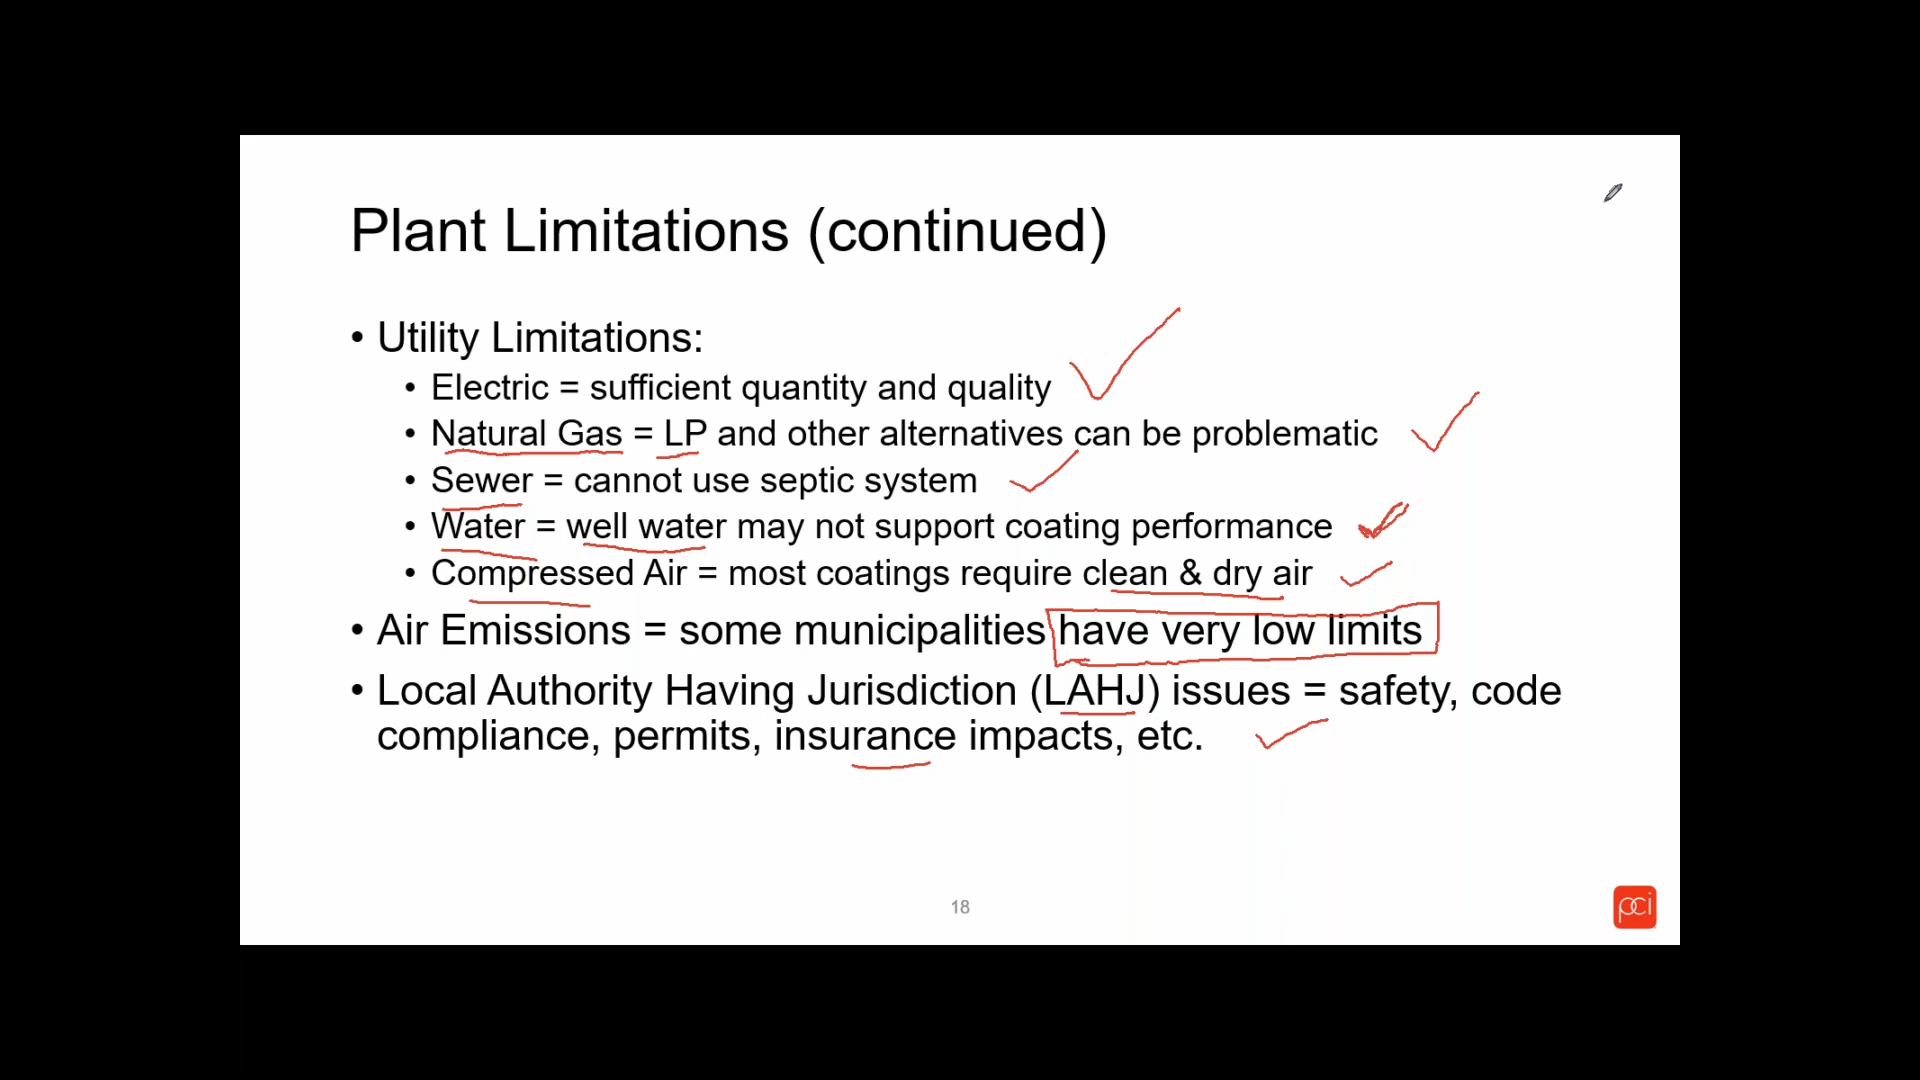 Plant Limitations (continued)
• Utility Limitations:
• Electric = sufficient quantity and quality
• Natural Gas = LP and other alternatives can be problematic
• Sewer = cannot use septic system
• Water = well water may not support coating performance
• Compressed Air = most coatings require clean & dry air
• Air Emissions = some municipalities have very low limits
• Local Authority Having Jurisdiction (LAHJ) issues = safety, code
compliance, permits, insurance impacts, etc.
18
pci